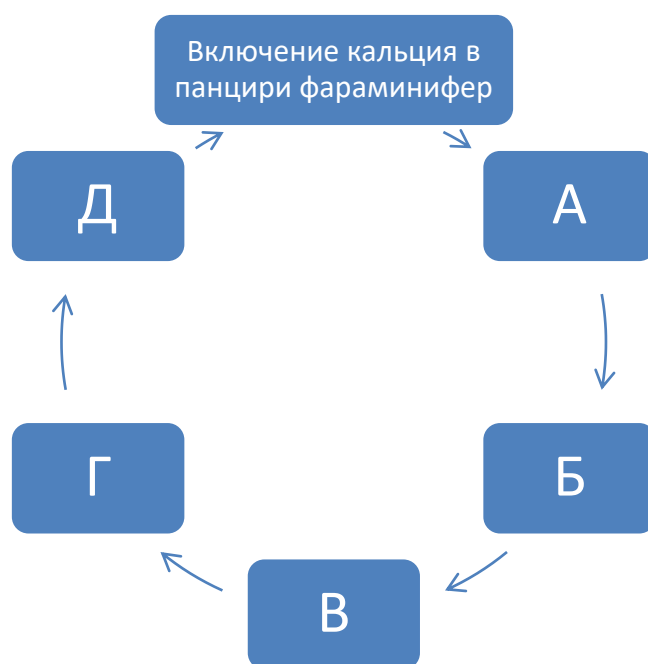 Включение кальция в
панцири фараминифер
Д
А
Г
Б
В